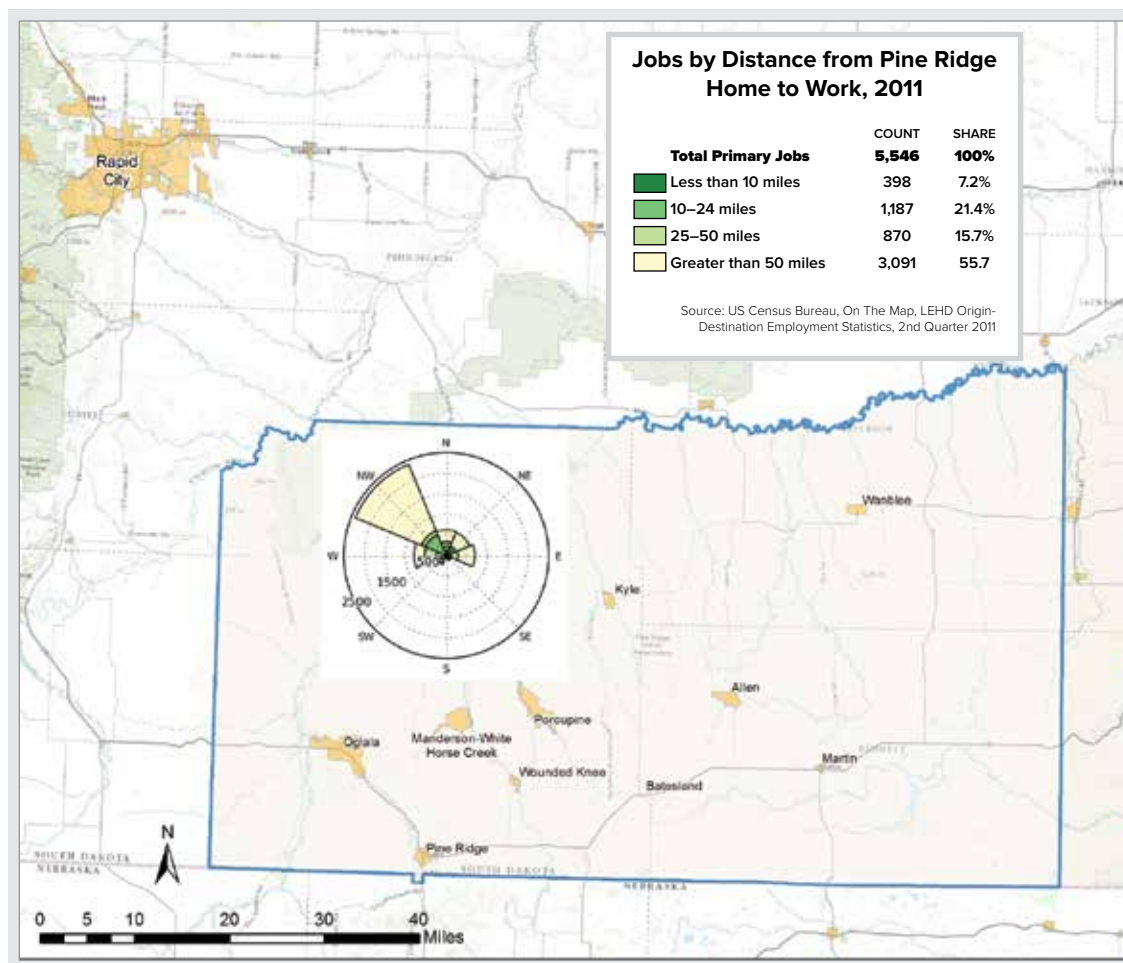 Jobs by Distance from Pine Ridge
Home to Work, 2011
COUNT SHARE
Total Primary Jobs 5,546 100%
Less than 10 miles 398 7.2%
10–24 miles 1,187 21.4%
25–50 miles 870 15.7%
Greater than 50 miles 3,091 55.7
Source: US Census Bureau, On The Map, LEHD Origin-
Destination Employment Statistics, 2nd Quarter 2011
Rapid
City
N
NW
NE
W
E
500
1500
2500
SW
SE
S
Wanblee
Kyle
Allen
Porcupine
Manderson-White
Horse Creek
Oglala
Wounded Knee
Martin
Batesland
Pine Ridge
N
SOUTH DAKOTA
NEBRASKA
SOUTH DAKOTA
NEBRASKA
0 5 10 20 30 40
Miles